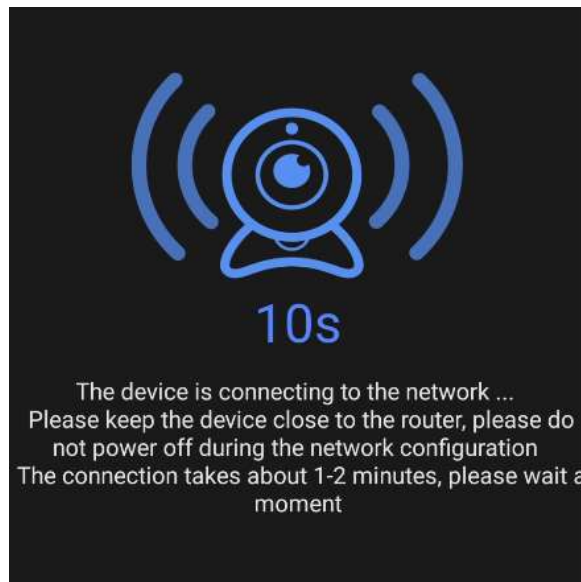 10s
The device is connecting to the network ...
Please keep the device close to the router, please do
not power off during the network configuration
The connection takes about 1-2 minutes, please wait a
moment